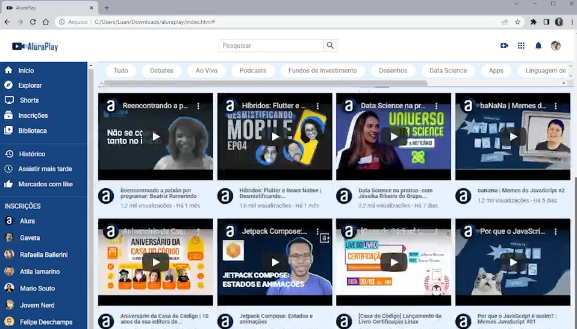 AluraPlay
Arquivo
C:/Users/Luan/Downloads/aluraplay/index.html#
AluraPlay
Pesquisar
Início
Explorar
Shorts
Inscrições
Biblioteca
Histórico
Assistir mais tarde
Marcados com like
INSCRIÇÕES
Alura
Gaveta
Rafaella Ballerini
Atila Iamarino
Mario Souto
Jovem Nerd
Felipe Deschamps
Tudo
Debates
Ao Vivo
Podcasts
Fundos de Investimento
Desenhos
Data Science
Apps
Linguagem de
Reencontrando a p...
Não se co
tanto no i
Híbridos: Flutter e ...
DESMISTIFICANDO
MOBILE
EP04
Data Science na pr...
UNIVERSO
SCIENCE
baNaNa | Memes d...
Reencontrando a paixão por
programar: Beatriz Ramerindo
1,2 mil visualizações · Há 1 mês
Híbridos: Flutter e React Native |
Desmistificando...
1,6 mil visualizações · Há 1 mês
Data Science na prática - com
Jéssika Ribeiro do Grupo...
2,2 mil visualizações · Há 7 dias
baNaNa | Memes do JavaScript #2
1,2 mil visualizações · Há 5 dias
Aniversário da Cas...
ANIVERSÁRIO DA
CASA DO CÓDIGO
Jetpack Compose:...
JETPACK COMPOSE:
ESTADOS E ANIMAÇÕES
[Casa do Código] L...
LIVE DO LIVRO
CERTIFICAÇÃO
Por que o JavaScri...
Aniversário da Casa do Código | 10
anos da sua editora de...
Jetpack Compose: Estados e
animações
[Casa do Código] Lançamento do
Livro Certificação Linux
Por que o JavaScript é assim? |
Memes JavaScript #01